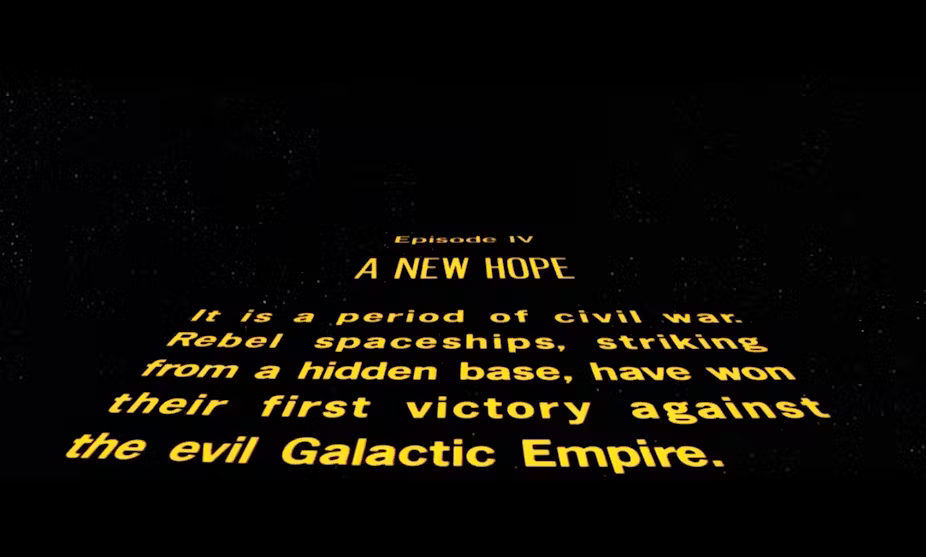 Episode IV
A NEW HOPE
It is a period of civil war.
Rebel spaceships, striking
from a hidden base, have won
their first victory against
the evil Galactic Empire.